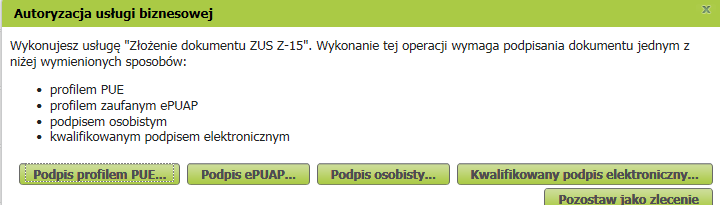 Autoryzacja usługi biznesowej
x
Wykonujesz usługę "Złożenie dokumentu ZUS Z-15". Wykonanie tej operacji wymaga podpisania dokumentu jednym z
niżej wymienionych sposobów:
• profilem PUE
• profilem zaufanym ePUAP
• podpisem osobistym
• kwalifikowanym podpisem elektronicznym
Podpis profilem PUE... Podpis ePUAP... Podpis osobisty... Kwalifikowany podpis elektroniczny...
Pozostaw jako zlecenie